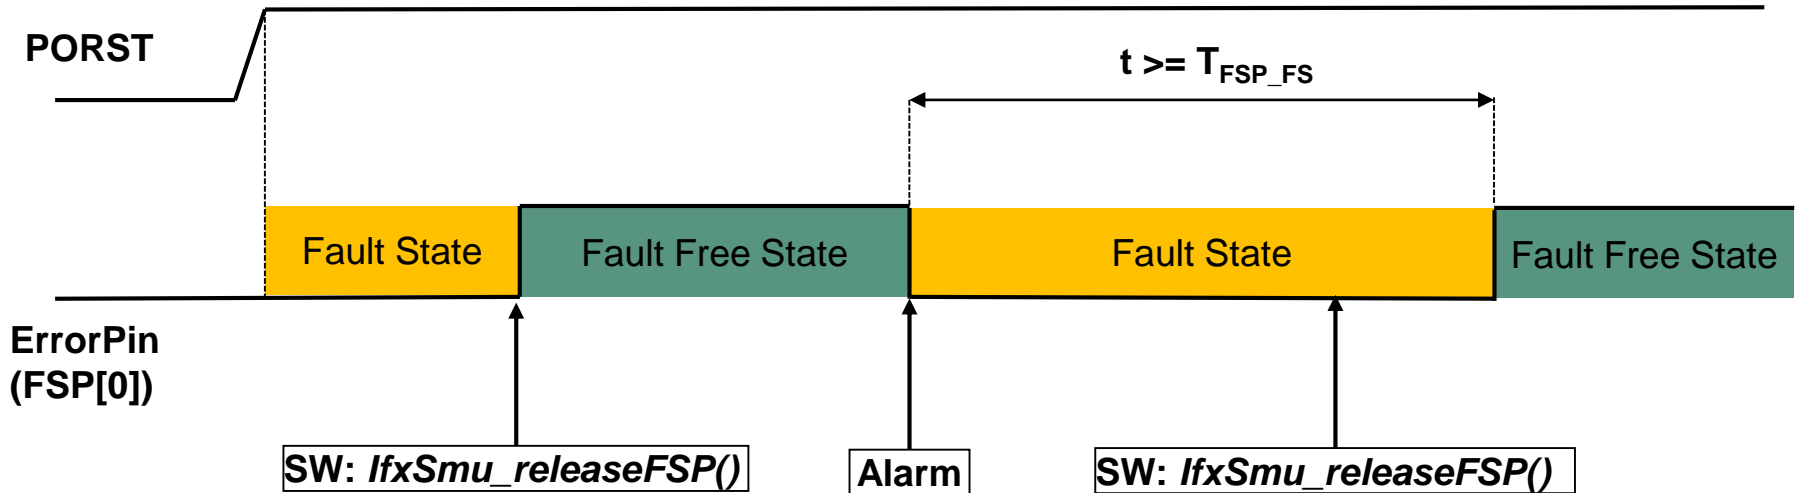 PORST
t >= T_FSP_FS
Fault State
Fault Free State
Fault State
Fault Free State
ErrorPin
(FSP[0])
SW: IfxSmu_releaseFSP()
Alarm
SW: IfxSmu_releaseFSP()